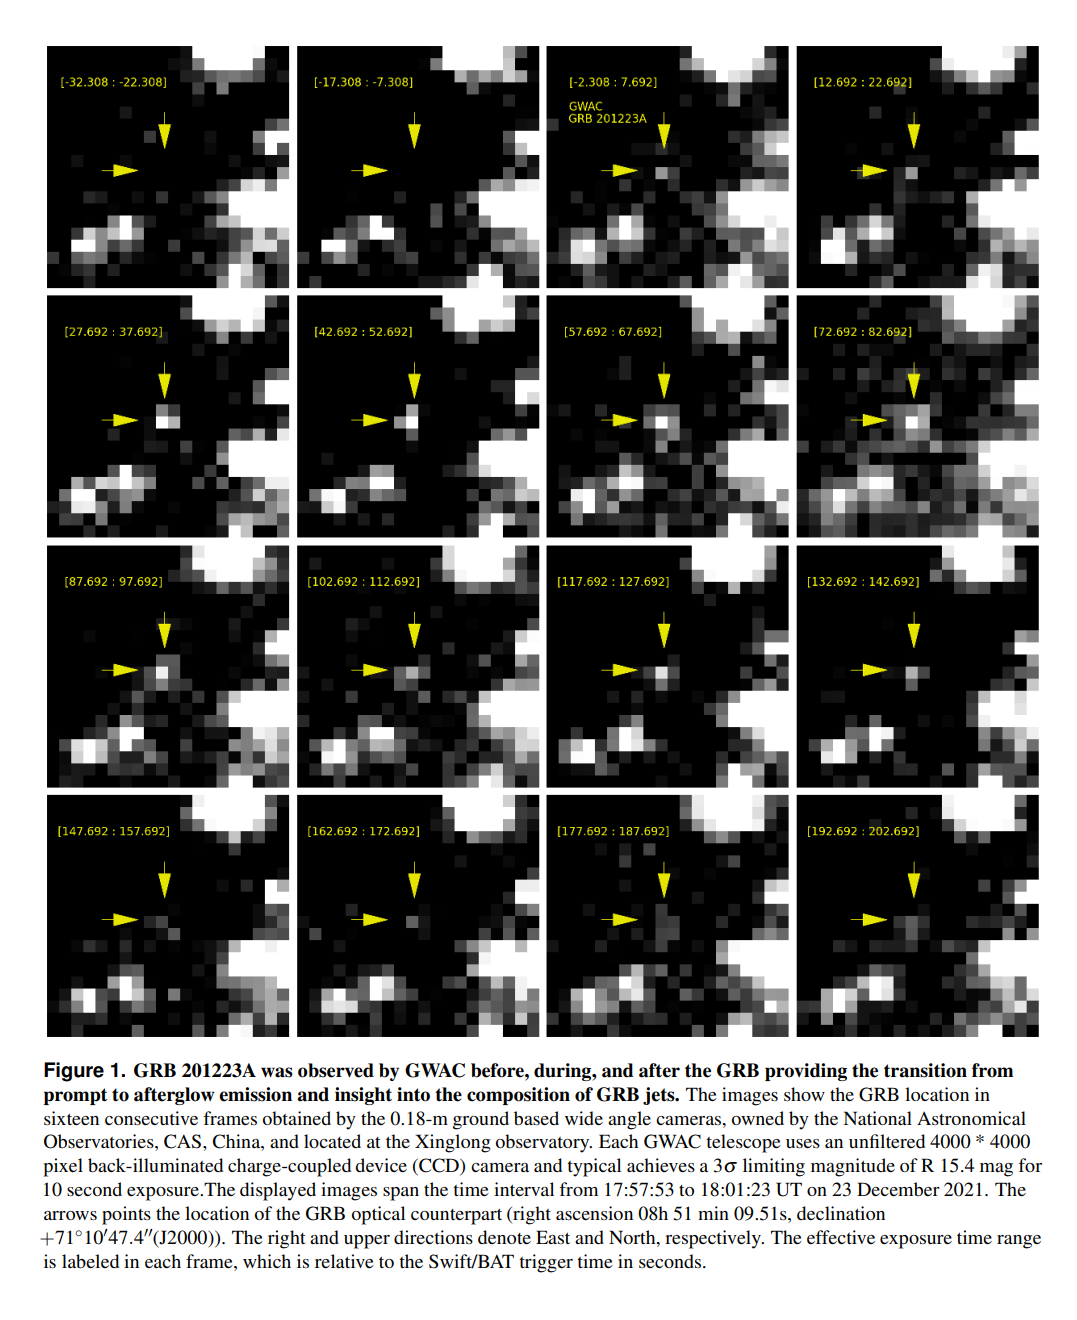 [-32.308 : -22.308]
[-17.308 : -7.308]
[-2.308 : 7.692]
GWAC
GRB 201223A
[12.692 : 22.692]
[27.692 : 37.692]
[42.692 : 52.692]
[57.692 : 67.692]
[72.692 : 82.692]
[87.692 : 97.692]
[102.692 : 112.692]
[117.692 : 127.692]
[132.692 : 142.692]
[147.692 : 157.692]
[162.692 : 172.692]
[177.692 : 187.692]
[192.692 : 202.692]
Figure 1. GRB 201223A was observed by GWAC before, during, and after the GRB providing the transition from
prompt to afterglow emission and insight into the composition of GRB jets. The images show the GRB location in
sixteen consecutive frames obtained by the 0.18-m ground based wide angle cameras, owned by the National Astronomical
Observatories, CAS, China, and located at the Xinglong observatory. Each GWAC telescope uses an unfiltered 4000 * 4000
pixel back-illuminated charge-coupled device (CCD) camera and typical achieves a 3σ limiting magnitude of R 15.4 mag for
10 second exposure.The displayed images span the time interval from 17:57:53 to 18:01:23 UT on 23 December 2021. The
arrows points the location of the GRB optical counterpart (right ascension 08h 51 min 09.51s, declination
+71°10′47.4″(J2000)). The right and upper directions denote East and North, respectively. The effective exposure time range
is labeled in each frame, which is relative to the Swift/BAT trigger time in seconds.